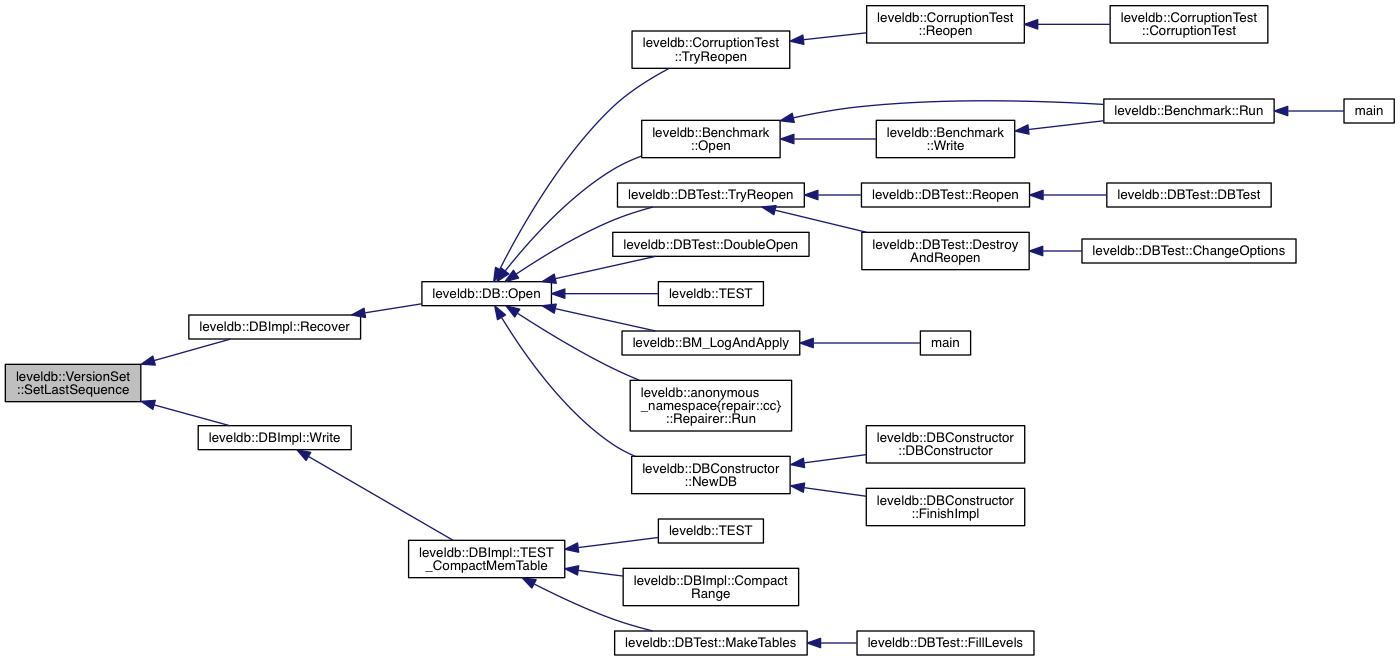 leveldb::VersionSet
::SetLastSequence
leveldb::DBImpl::Recover
leveldb::DB::Open
leveldb::CorruptionTest
::TryReopen
leveldb::CorruptionTest
::Reopen
leveldb::CorruptionTest
::CorruptionTest
leveldb::Benchmark
::Open
leveldb::Benchmark
::Write
leveldb::Benchmark::Run
main
leveldb::DBTest::TryReopen
leveldb::DBTest::Reopen
leveldb::DBTest::DBTest
leveldb::DBTest::Destroy
AndReopen
leveldb::DBTest::ChangeOptions
leveldb::DBTest::DoubleOpen
leveldb::TEST
leveldb::BM_LogAndApply
main
leveldb::anonymous
_namespace{repair::cc}
::Repairer::Run
leveldb::DBConstructor
::NewDB
leveldb::DBConstructor
::DBConstructor
leveldb::DBConstructor
::FinishImpl
leveldb::DBImpl::Write
leveldb::DBImpl::TEST
_CompactMemTable
leveldb::TEST
leveldb::DBImpl::Compact
Range
leveldb::DBTest::MakeTables
leveldb::DBTest::FillLevels